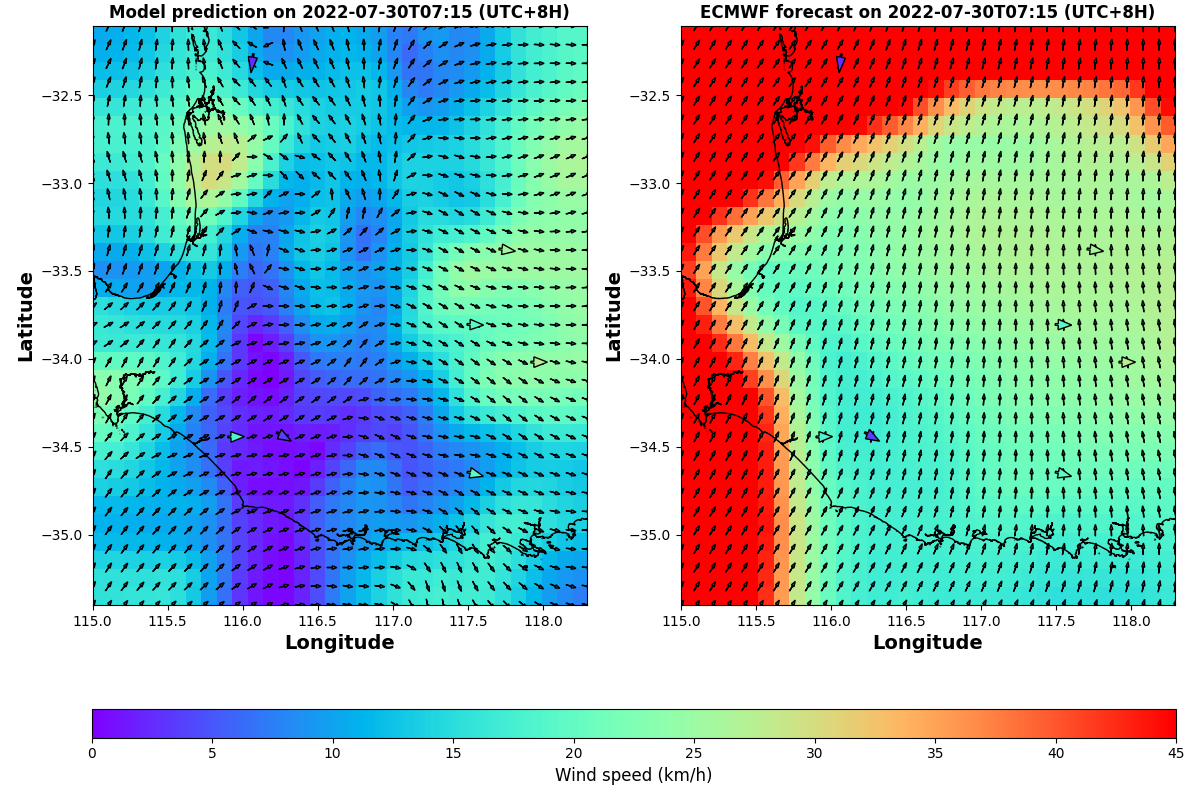 Model prediction on 2022-07-30T07:15 (UTC+8H)
ECMWF forecast on 2022-07-30T07:15 (UTC+8H)
Latitude
−32.5
−33.0
−33.5
−34.0
−34.5
−35.0
115.0 115.5 116.0 116.5 117.0 117.5 118.0
Longitude
Latitude
−32.5
−33.0
−33.5
−34.0
−34.5
−35.0
115.0 115.5 116.0 116.5 117.0 117.5 118.0
Longitude
0 5 10 15 20 25 30 35 40 45
Wind speed (km/h)